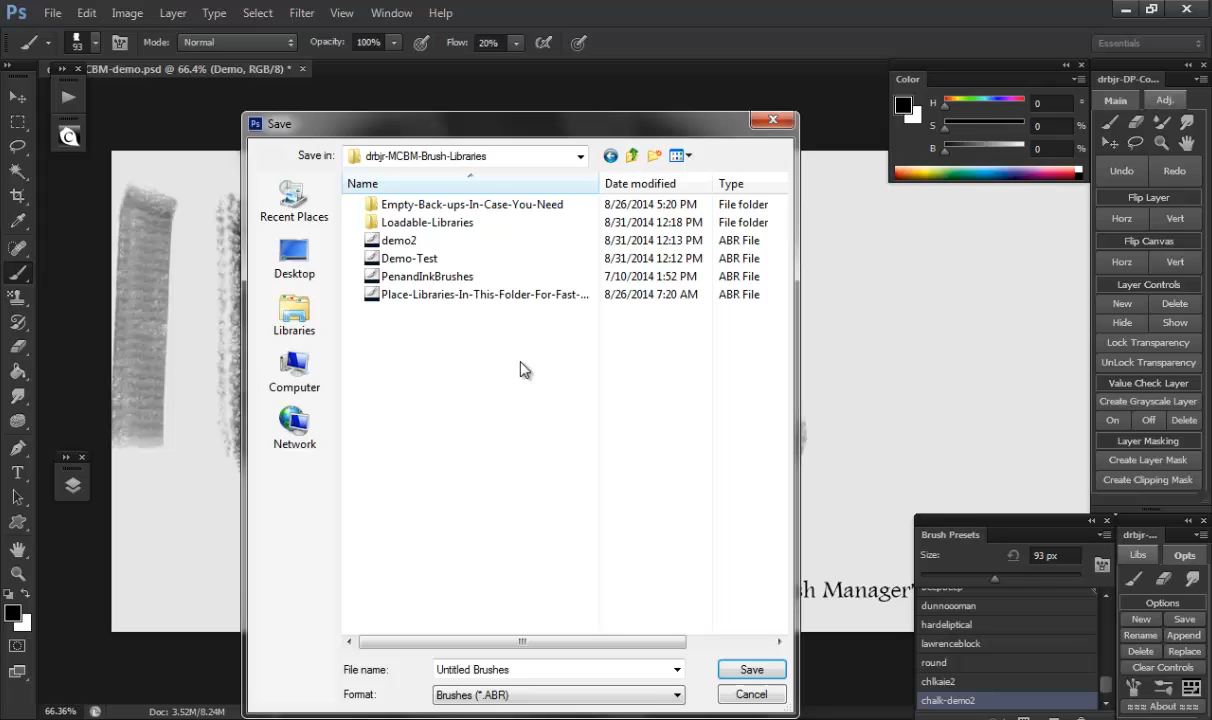 Ps File Edit Image Layer Type Select Filter View Window Help
93 Mode: Normal Opacity: 100% Flow: 20% Essentials
CBM-demo.psd @ 66.4% (Demo, RGB/8) * ×
Color
H 0 °
S 0 %
B 0 %
drbjr-DP-Co...
Main Adj.
Undo Redo
Flip Layer
Horz Vert
Flip Canvas
Horz Vert
Layer Controls
New Delete
Hide Show
Lock Transparency
UnLock Transparency
Value Check Layer
Create Grayscale Layer
On Off Delete
Layer Masking
Create Layer Mask
Create Clipping Mask
Ps Save
Save in: drbjr-MCBM-Brush-Libraries
Name Date modified Type
Empty-Back-ups-In-Case-You-Need 8/26/2014 5:20 PM File folder
Loadable-Libraries 8/31/2014 12:18 PM File folder
demo2 8/31/2014 12:13 PM ABR File
Demo-Test 8/31/2014 12:12 PM ABR File
PenandInkBrushes 7/10/2014 1:52 PM ABR File
Place-Libraries-In-This-Folder-For-Fast-... 8/26/2014 7:20 AM ABR File
Recent Places
Desktop
Libraries
Computer
Network
File name: Untitled Brushes Save
Format: Brushes (*.ABR) Cancel
sh Manager
Brush Presets
Size: 93 px
dunnoooman
hardeliptical
lawrenceblock
round
chlkaie2
chalk-demo2
drbjr-...
Libs Opts
Options
New Save
Rename Append
Delete Replace
Clear Controls
=== About ===
66.36% Doc: 3.52M/8.24M